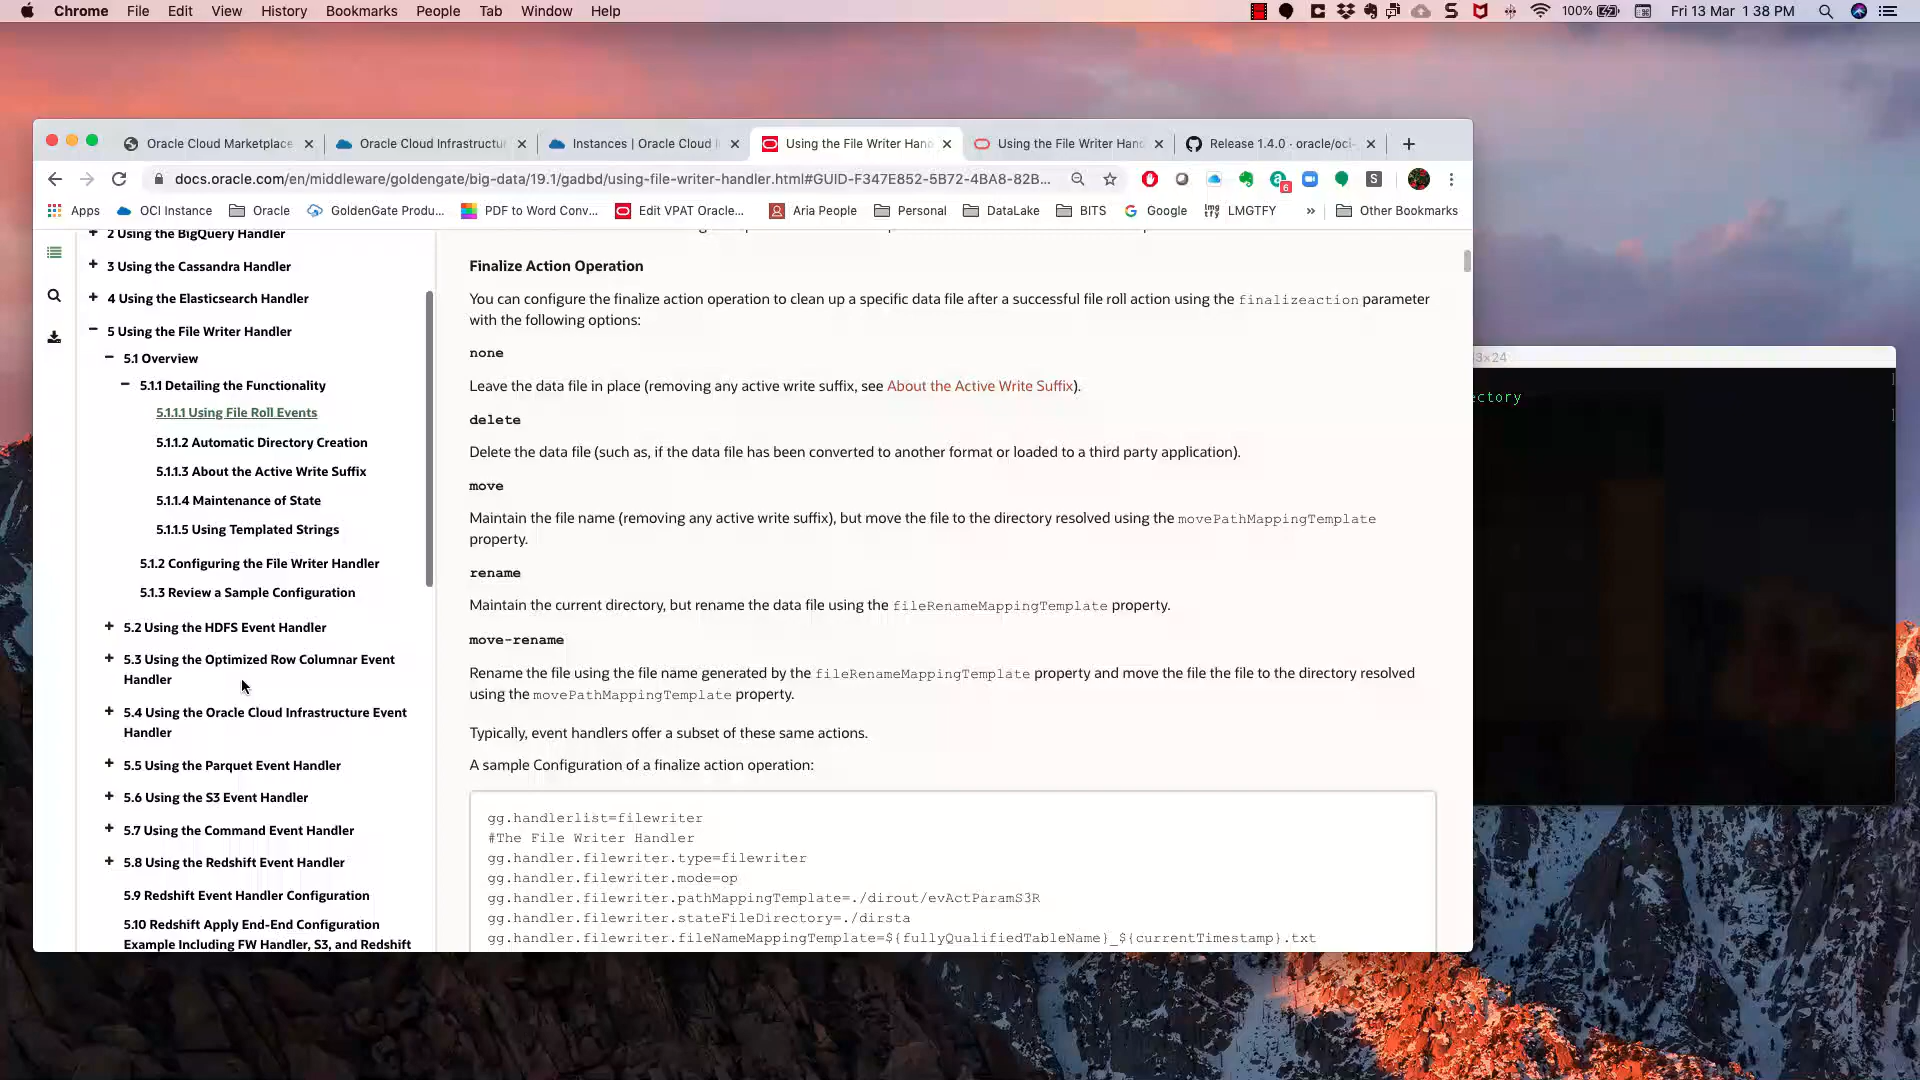 Chrome File Edit View History Bookmarks People Tab Window Help
100% Fri 13 Mar 1 38 PM
Oracle Cloud Marketplace
Oracle Cloud Infrastructur
Instances | Oracle Cloud I
Using the File Writer Han
Using the File Writer Han
Release 1.4.0 · oracle/oci-
docs.oracle.com/en/middleware/goldengate/big-data/19.1/gadbd/using-file-writer-handler.html#GUID-F347E852-5B72-4BA8-82B...
6
S
Apps OCI Instance Oracle GoldenGate Produ... PDF to Word Conv... Edit VPAT Oracle... Aria People Personal DataLake BITS Google LMGTFY » Other Bookmarks
2 Using the BigQuery Handler
3 Using the Cassandra Handler
4 Using the Elasticsearch Handler
5 Using the File Writer Handler
5.1 Overview
5.1.1 Detailing the Functionality
5.1.1.1 Using File Roll Events
5.1.1.2 Automatic Directory Creation
5.1.1.3 About the Active Write Suffix
5.1.1.4 Maintenance of State
5.1.1.5 Using Templated Strings
5.1.2 Configuring the File Writer Handler
5.1.3 Review a Sample Configuration
5.2 Using the HDFS Event Handler
5.3 Using the Optimized Row Columnar Event
Handler
5.4 Using the Oracle Cloud Infrastructure Event
Handler
5.5 Using the Parquet Event Handler
5.6 Using the S3 Event Handler
5.7 Using the Command Event Handler
5.8 Using the Redshift Event Handler
5.9 Redshift Event Handler Configuration
5.10 Redshift Apply End-End Configuration
Example Including FW Handler, S3, and Redshift
Finalize Action Operation
You can configure the finalize action operation to clean up a specific data file after a successful file roll action using the finalizeaction parameter
with the following options:
none
Leave the data file in place (removing any active write suffix, see About the Active Write Suffix).
delete
Delete the data file (such as, if the data file has been converted to another format or loaded to a third party application).
move
Maintain the file name (removing any active write suffix), but move the file to the directory resolved using the movePathMappingTemplate
property.
rename
Maintain the current directory, but rename the data file using the fileRenameMappingTemplate property.
move-rename
Rename the file using the file name generated by the fileRenameMappingTemplate property and move the file the file to the directory resolved
using the movePathMappingTemplate property.
Typically, event handlers offer a subset of these same actions.
A sample Configuration of a finalize action operation:
gg.handlerlist=filewriter
#The File Writer Handler
gg.handler.filewriter.type=filewriter
gg.handler.filewriter.mode=op
gg.handler.filewriter.pathMappingTemplate=./dirout/evActParamS3R
gg.handler.filewriter.stateFileDirectory=./dirsta
gg.handler.filewriter.fileNameMappingTemplate=${fullyQualifiedTableName}_${currentTimestamp}.txt
3x24
ectory